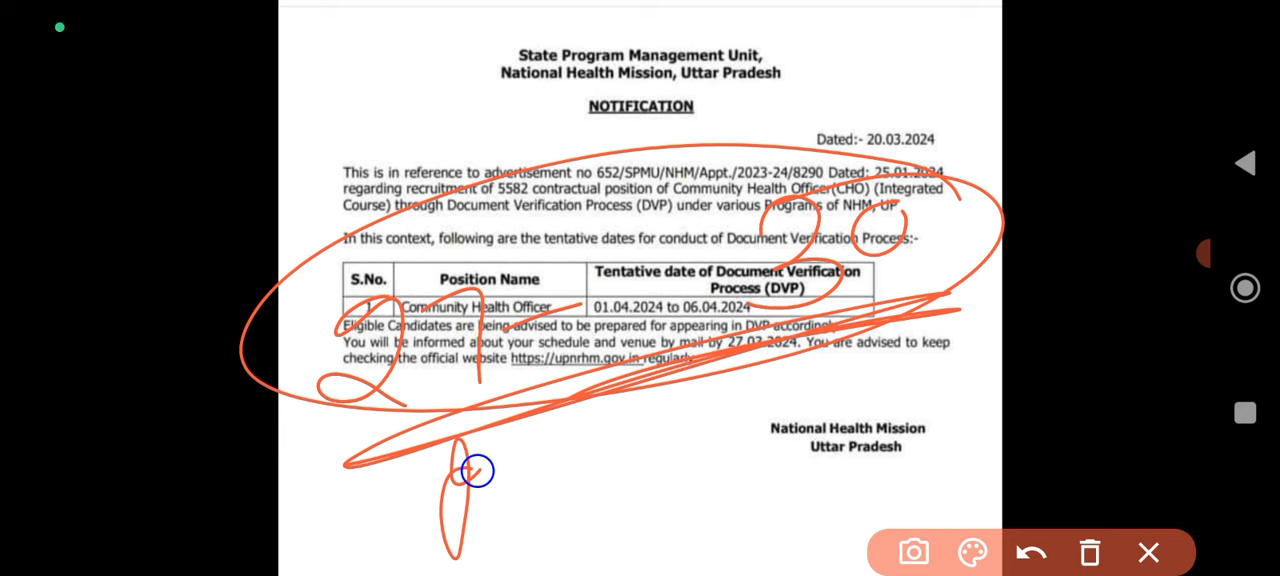 State Program Management Unit,
National Health Mission, Uttar Pradesh
NOTIFICATION
Dated:- 20.03.2024
This is in reference to advertisement no 652/SPMU/NHM/Appt./2023-24/8290 Dated: 25.01.2024
regarding recruitment of 5582 contractual position of Community Health Officer(CHO) (Integrated
Course) through Document Verification Process (DVP) under various Programs of NHM, UP
In this context, following are the tentative dates for conduct of Document Verification Process:-
S.No. Position Name Tentative date of Document Verification
Process (DVP)
1 Community Health Officer 01.04.2024 to 06.04.2024
Eligible Candidates are being advised to be prepared for appearing in DVP accordingly
You will be informed about your schedule and venue by mail by 27.03.2024. You are advised to keep
checking the official website https://upnrhm.gov.in regularly
30
27
National Health Mission
Uttar Pradesh